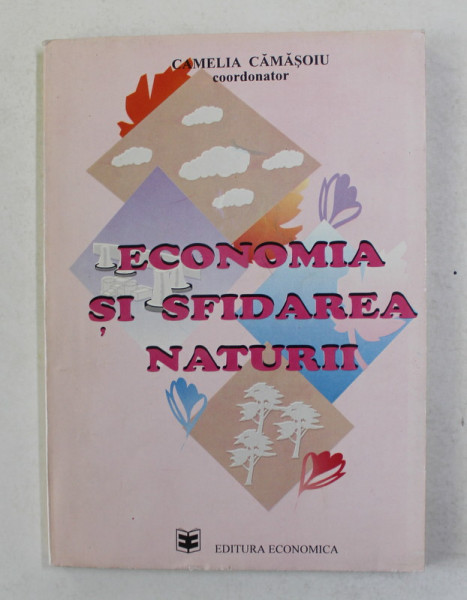 CAMELIA CĂMĂȘOIU
coordonator
ECONOMIA
ȘI SFIDAREA
NATURII
EDITURA ECONOMICA